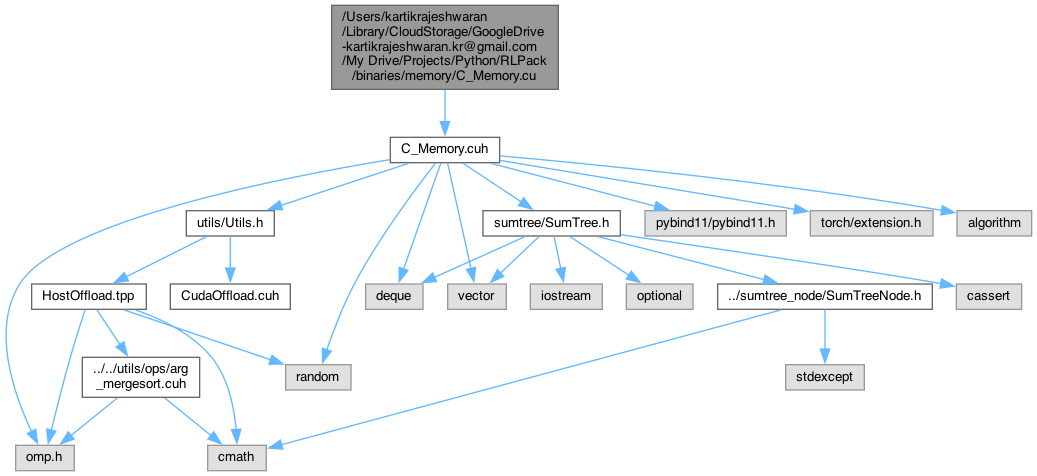 /Users/kartikrajeshwaran
/Library/CloudStorage/GoogleDrive
-kartikrajeshwaran.kr@gmail.com
/My Drive/Projects/Python/RLPack
/binaries/memory/C_Memory.cu
C_Memory.cuh
utils/Utils.h
sumtree/SumTree.h
pybind11/pybind11.h
torch/extension.h
algorithm
HostOffload.tpp
CudaOffload.cuh
deque
vector
iostream
optional
../sumtree_node/SumTreeNode.h
cassert
../../utils/ops/arg
_mergesort.cuh
random
stdexcept
omp.h
cmath